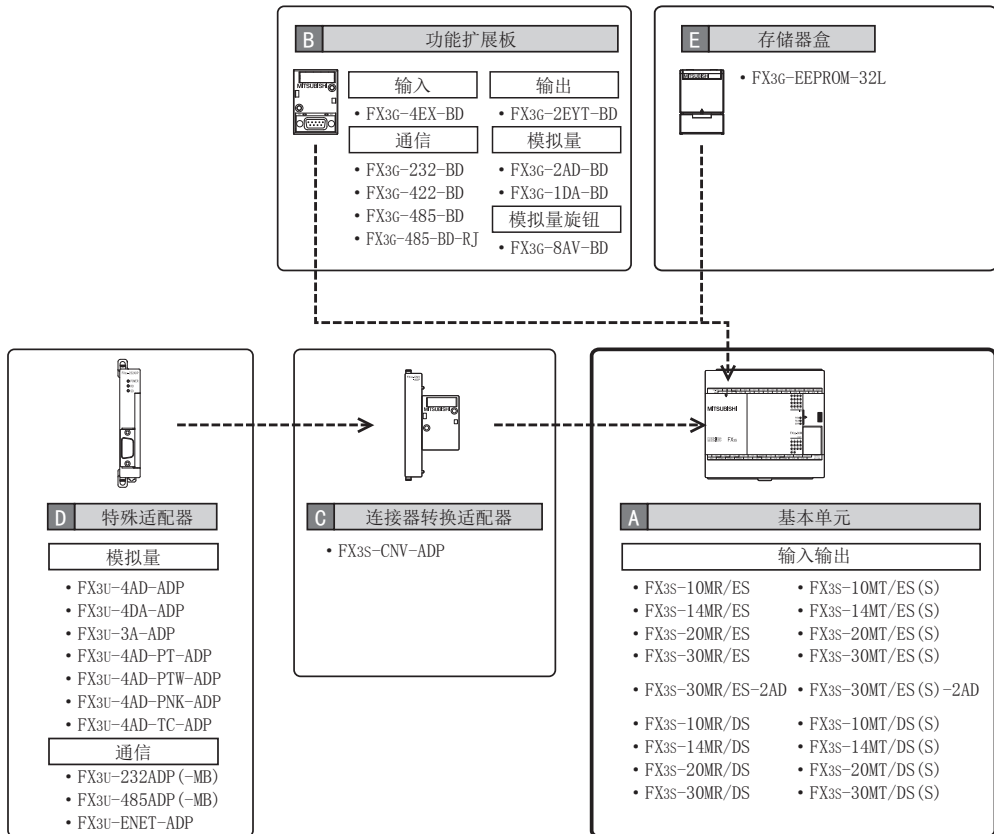 B 功能扩展板
MITSUBISHI
输入
• FX3G-4EX-BD
通信
• FX3G-232-BD
• FX3G-422-BD
• FX3G-485-BD
• FX3G-485-BD-RJ
输出
• FX3G-2EYT-BD
模拟量
• FX3G-2AD-BD
• FX3G-1DA-BD
模拟量旋钮
• FX3G-8AV-BD
E 存储器盒
MITSUBISHI
• FX3G-EEPROM-32L
D 特殊适配器
模拟量
• FX3U-4AD-ADP
• FX3U-4DA-ADP
• FX3U-3A-ADP
• FX3U-4AD-PT-ADP
• FX3U-4AD-PTW-ADP
• FX3U-4AD-PNK-ADP
• FX3U-4AD-TC-ADP
通信
• FX3U-232ADP(-MB)
• FX3U-485ADP(-MB)
• FX3U-ENET-ADP
MITSUBISHI
C 连接器转换适配器
• FX3S-CNV-ADP
MITSUBISHI
A 基本单元
输入输出
• FX3S-10MR/ES • FX3S-10MT/ES(S)
• FX3S-14MR/ES • FX3S-14MT/ES(S)
• FX3S-20MR/ES • FX3S-20MT/ES(S)
• FX3S-30MR/ES • FX3S-30MT/ES(S)
• FX3S-30MR/ES-2AD • FX3S-30MT/ES(S)-2AD
• FX3S-10MR/DS • FX3S-10MT/DS(S)
• FX3S-14MR/DS • FX3S-14MT/DS(S)
• FX3S-20MR/DS • FX3S-20MT/DS(S)
• FX3S-30MR/DS • FX3S-30MT/DS(S)